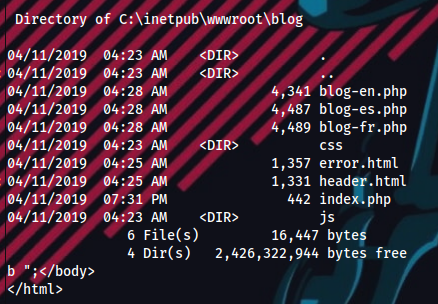 Directory of C:\inetpub\wwwroot\blog
04/11/2019  04:23 AM    <DIR>          .
04/11/2019  04:23 AM    <DIR>          ..
04/11/2019  04:28 AM             4,341 blog-en.php
04/11/2019  04:28 AM             4,487 blog-es.php
04/11/2019  04:28 AM             4,489 blog-fr.php
04/11/2019  04:23 AM    <DIR>          css
04/11/2019  04:25 AM             1,357 error.html
04/11/2019  04:25 AM             1,331 header.html
04/11/2019  07:31 PM               442 index.php
04/11/2019  04:23 AM    <DIR>          js
               6 File(s)         16,447 bytes
               4 Dir(s)   2,426,322,944 bytes free
b ";</body>
</html>